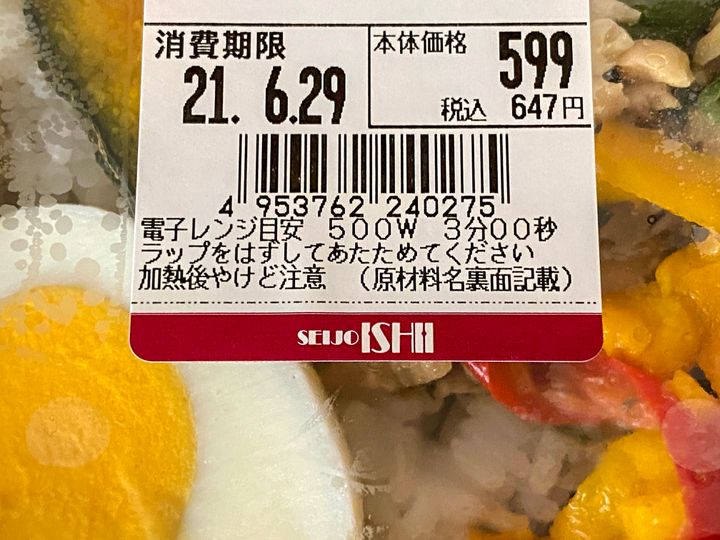 消費期限
21. 6.29
本体価格 599
税込 647円
4 953762 240275
電子レンジ目安 500W 3分00秒
ラップをはずしてあたためてください
加熱後やけど注意 (原材料名裏面記載)
SEIJO ISHII